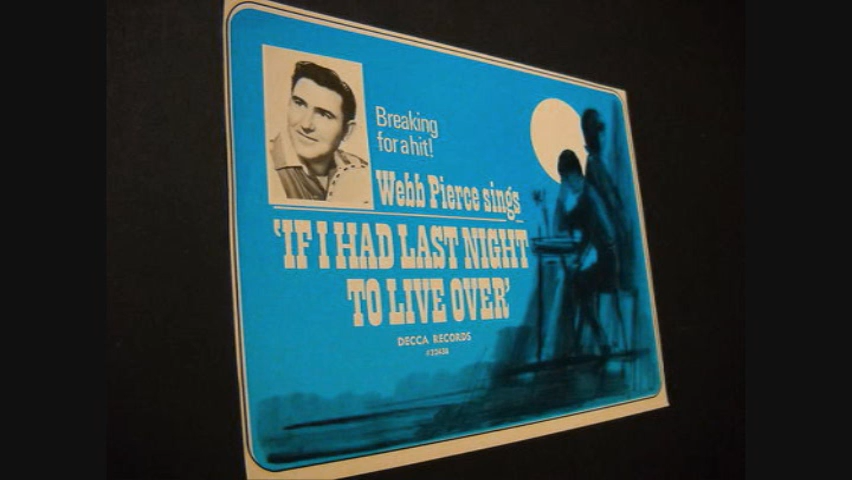 Breaking
for a hit!
Webb Pierce sings
'IF I HAD LAST NIGHT
TO LIVE OVER'
DECCA RECORDS